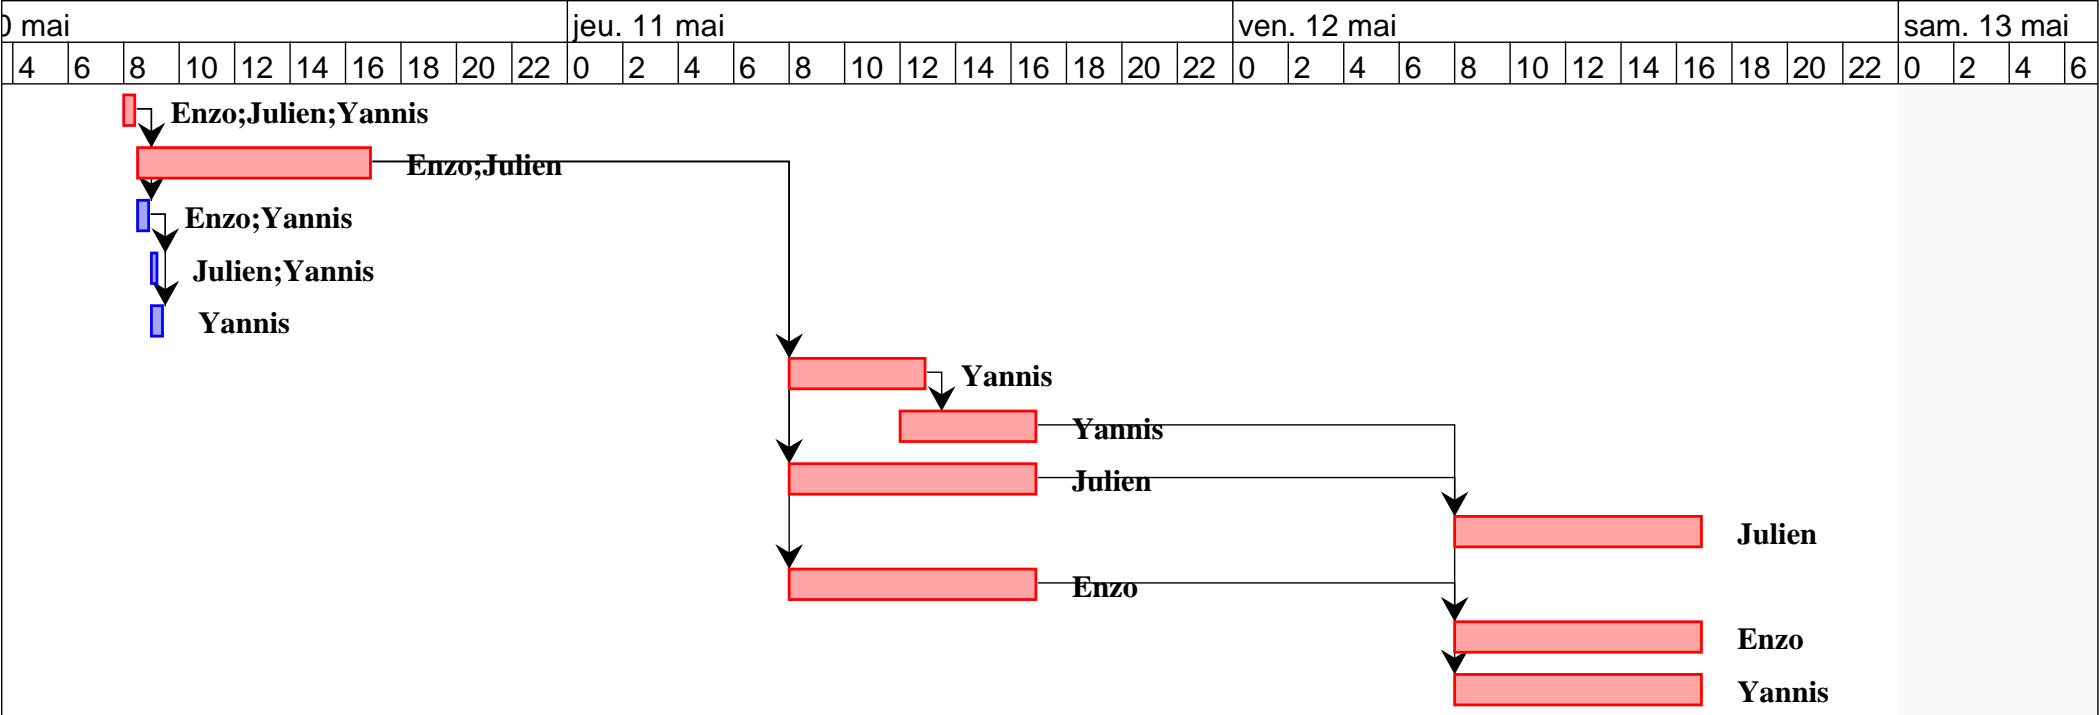 0 mai jeu. 11 mai ven. 12 mai sam. 13 mai
4 6 8 10 12 14 16 18 20 22 0 2 4 6 8 10 12 14 16 18 20 22 0 2 4 6 8 10 12 14 16 18 20 22 0 2 4 6
Enzo;Julien;Yannis
Enzo;Julien
Enzo;Yannis
Julien;Yannis
Yannis
Yannis
Yannis
Julien
Julien
Enzo
Enzo
Yannis